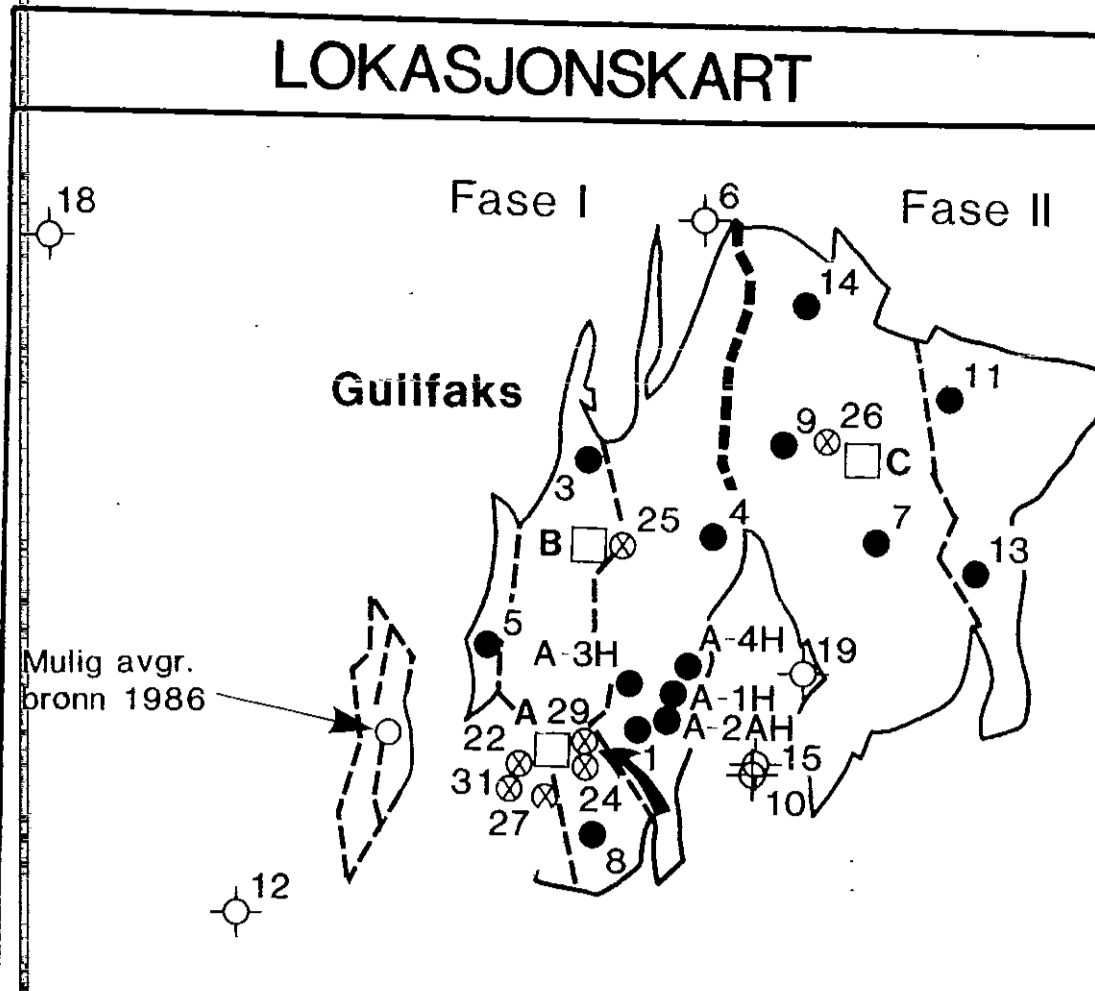 LOKASJONSKART
18
Fase I
6
Fase II
14
Gullfaks
11
9
26
C
3
25
4
7
B
13
5
A-3H
A-4H
19
Mulig avgr.
bronn 1986
A-1H
A
29
A-2AH
22
1
15
31
24
10
27
8
12